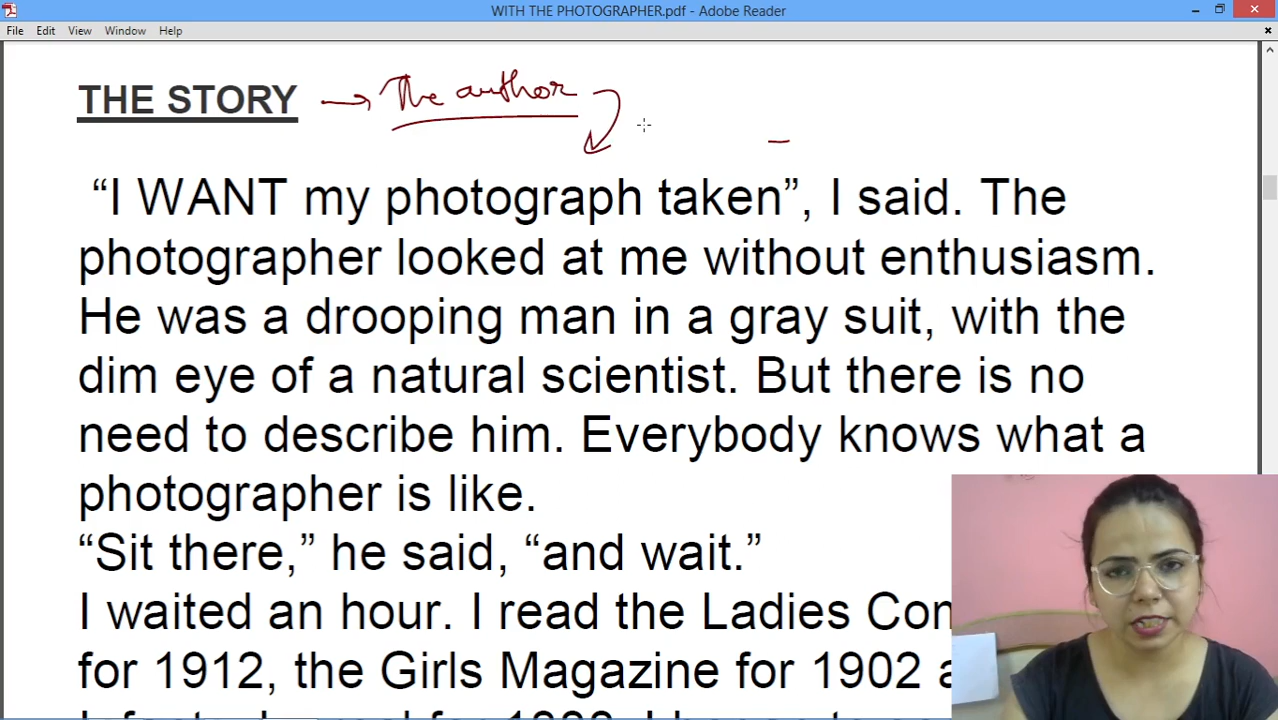 WITH THE PHOTOGRAPHER.pdf - Adobe Reader
File Edit View Window Help
THE STORY → The author
“I WANT my photograph taken”, I said. The
photographer looked at me without enthusiasm.
He was a drooping man in a gray suit, with the
dim eye of a natural scientist. But there is no
need to describe him. Everybody knows what a
photographer is like.
“Sit there,” he said, “and wait.”
I waited an hour. I read the Ladies Com
for 1912, the Girls Magazine for 1902 a